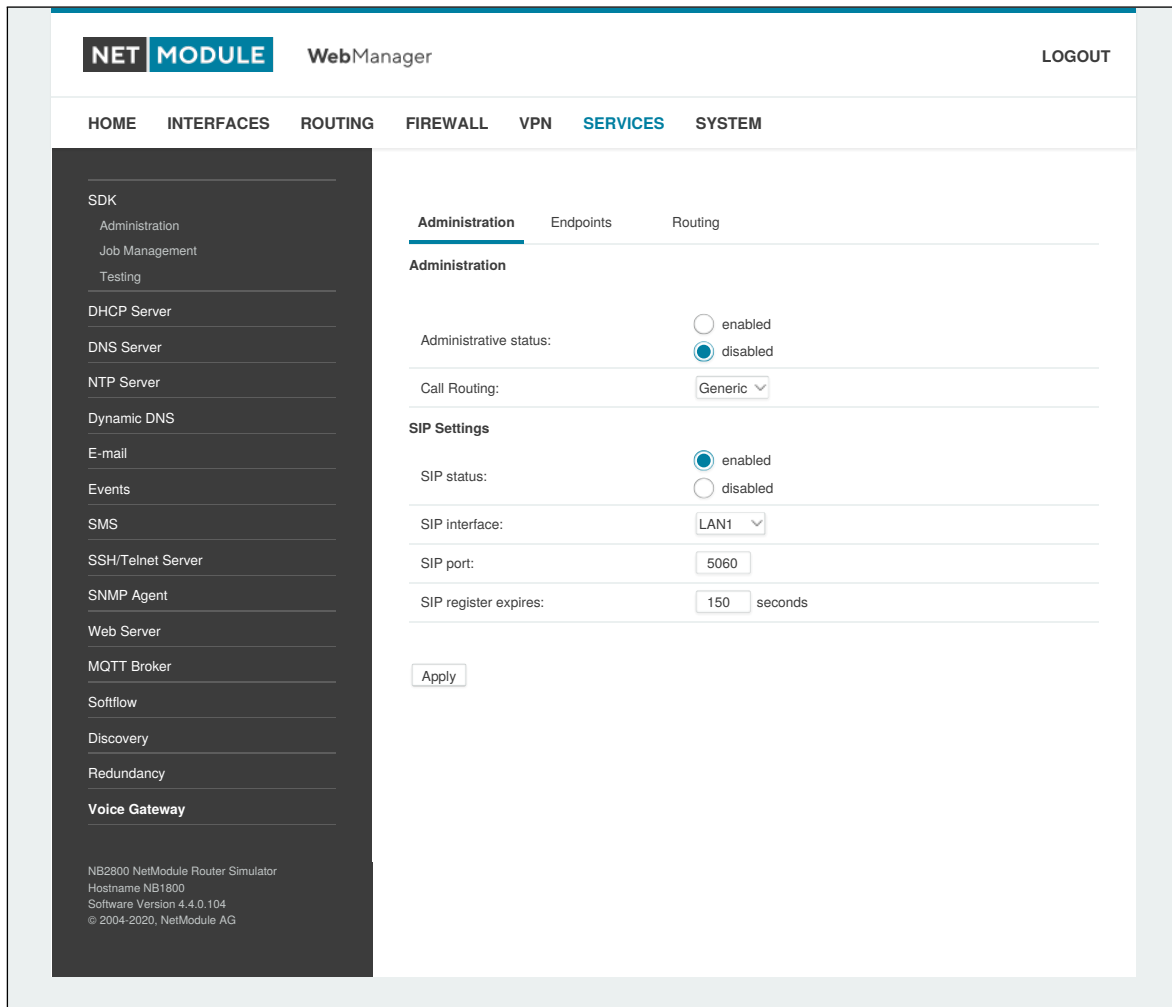 NET MODULE WebManager LOGOUT
HOME INTERFACES ROUTING FIREWALL VPN SERVICES SYSTEM
SDK
Administration
Job Management
Testing
DHCP Server
DNS Server
NTP Server
Dynamic DNS
E-mail
Events
SMS
SSH/Telnet Server
SNMP Agent
Web Server
MQTT Broker
Softflow
Discovery
Redundancy
Voice Gateway
NB2800 NetModule Router Simulator
Hostname NB1800
Software Version 4.4.0.104
© 2004-2020, NetModule AG
Administration Endpoints Routing
Administration
Administrative status:
enabled
disabled
Call Routing: Generic
SIP Settings
SIP status:
enabled
disabled
SIP interface: LAN1
SIP port: 5060
SIP register expires: 150 seconds
Apply